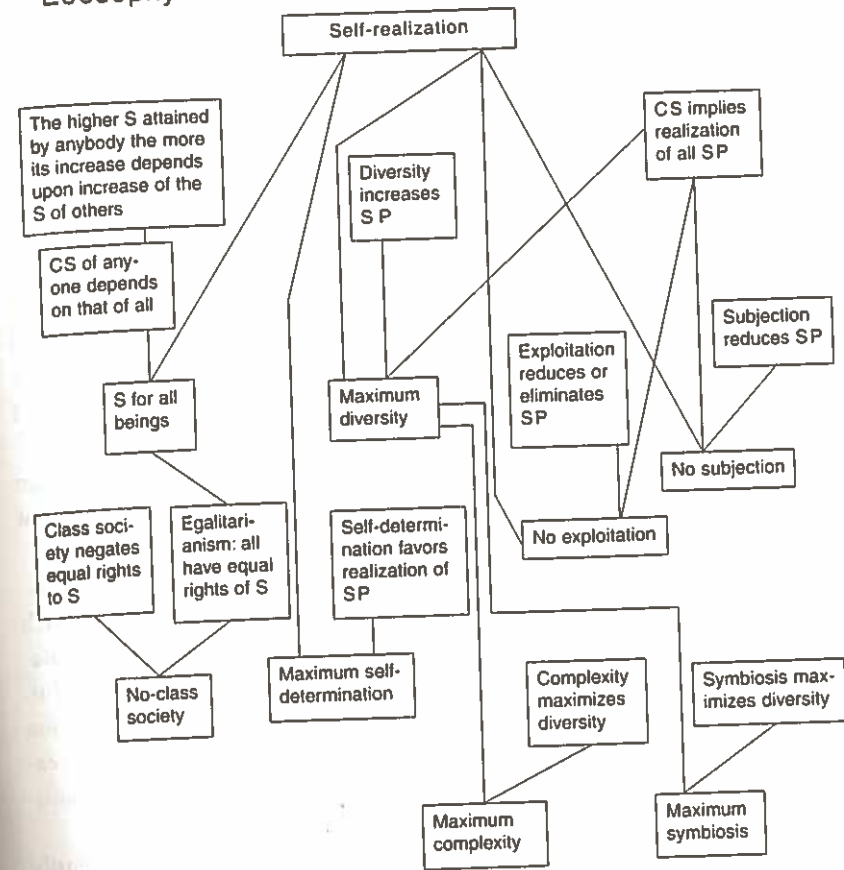 Self-realization
The higher S attained
by anybody the more
its increase depends
upon increase of the
S of others
CS implies
realization
of all SP
Diversity
increases
S P
CS of any-
one depends
on that of all
Subjection
reduces SP
Exploitation
reduces or
eliminates
SP
S for all
beings
Maximum
diversity
No subjection
Class soci-
ety negates
equal rights
to S
Egalitari-
anism: all
have equal
rights of S
Self-determi-
nation favors
realization of
SP
No exploitation
No-class
society
Maximum self-
determination
Complexity
maximizes
diversity
Symbiosis max-
imizes diversity
Maximum
complexity
Maximum
symbiosis